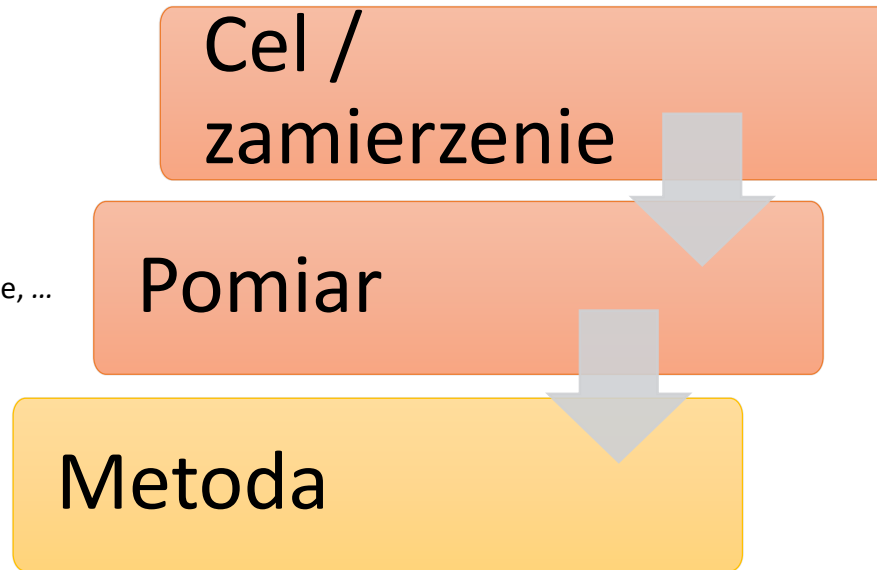 Cel /
zamierzenie
Pomiar
e, ...
Metoda